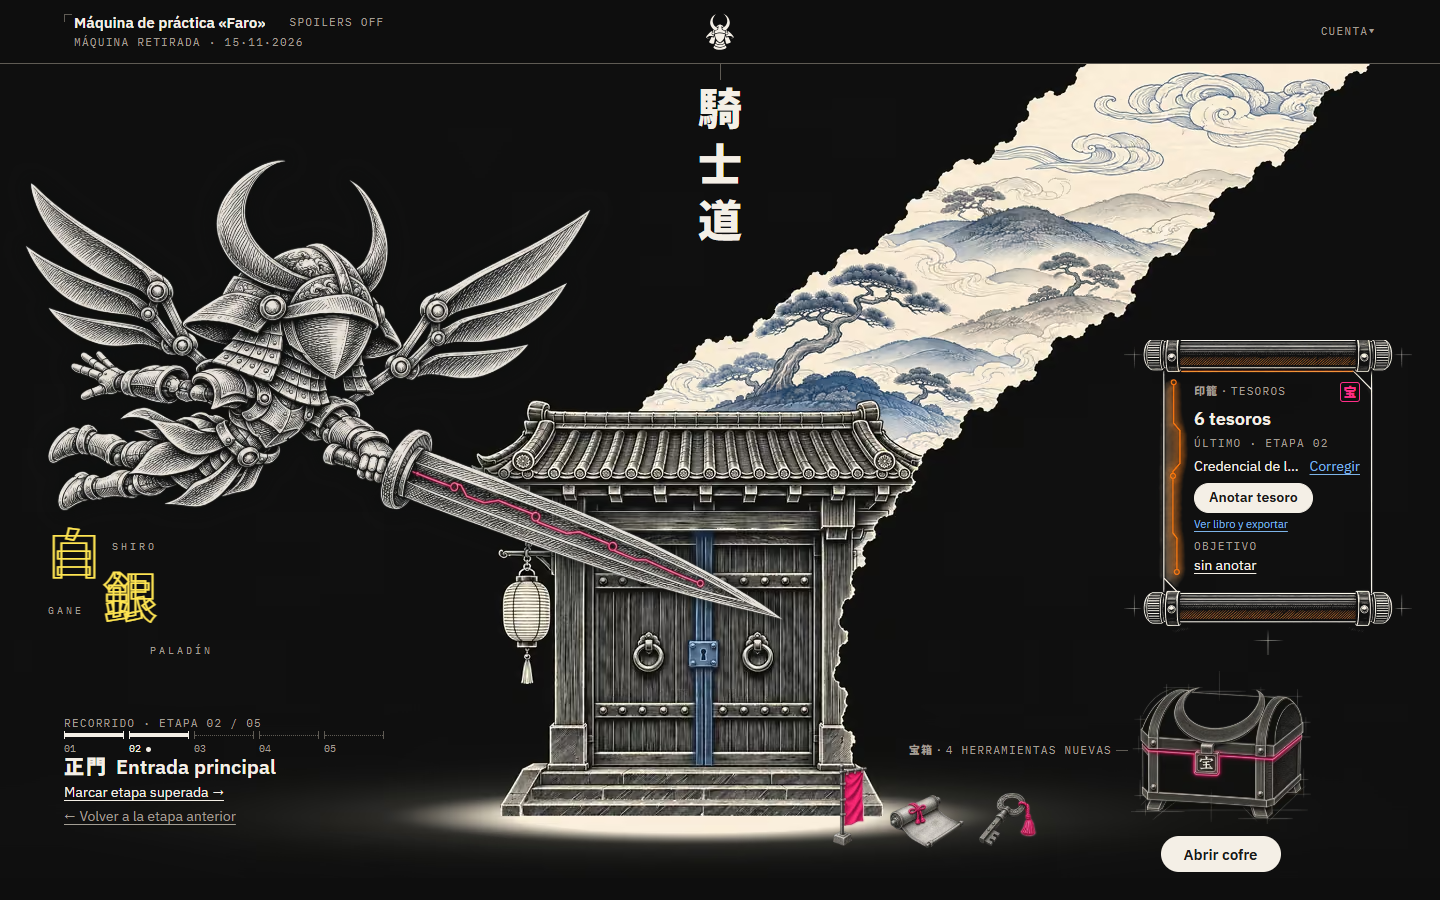 Máquina de práctica «Faro» SPOILERS OFF
MÁQUINA RETIRADA · 15·11·2026
CUENTA▾
騎
士
道
印籠 · TESOROS
宝
6 tesoros
ÚLTIMO · ETAPA 02
Credencial de l... Corregir
Anotar tesoro
Ver libro y exportar
OBJETIVO
sin anotar
白 SHIRO
GANE 銀
PALADÍN
RECORRIDO · ETAPA 02 / 05
01 02 ● 03 04 05
正門 Entrada principal
Marcar etapa superada →
← Volver a la etapa anterior
宝箱 · 4 HERRAMIENTAS NUEVAS
宝
Abrir cofre